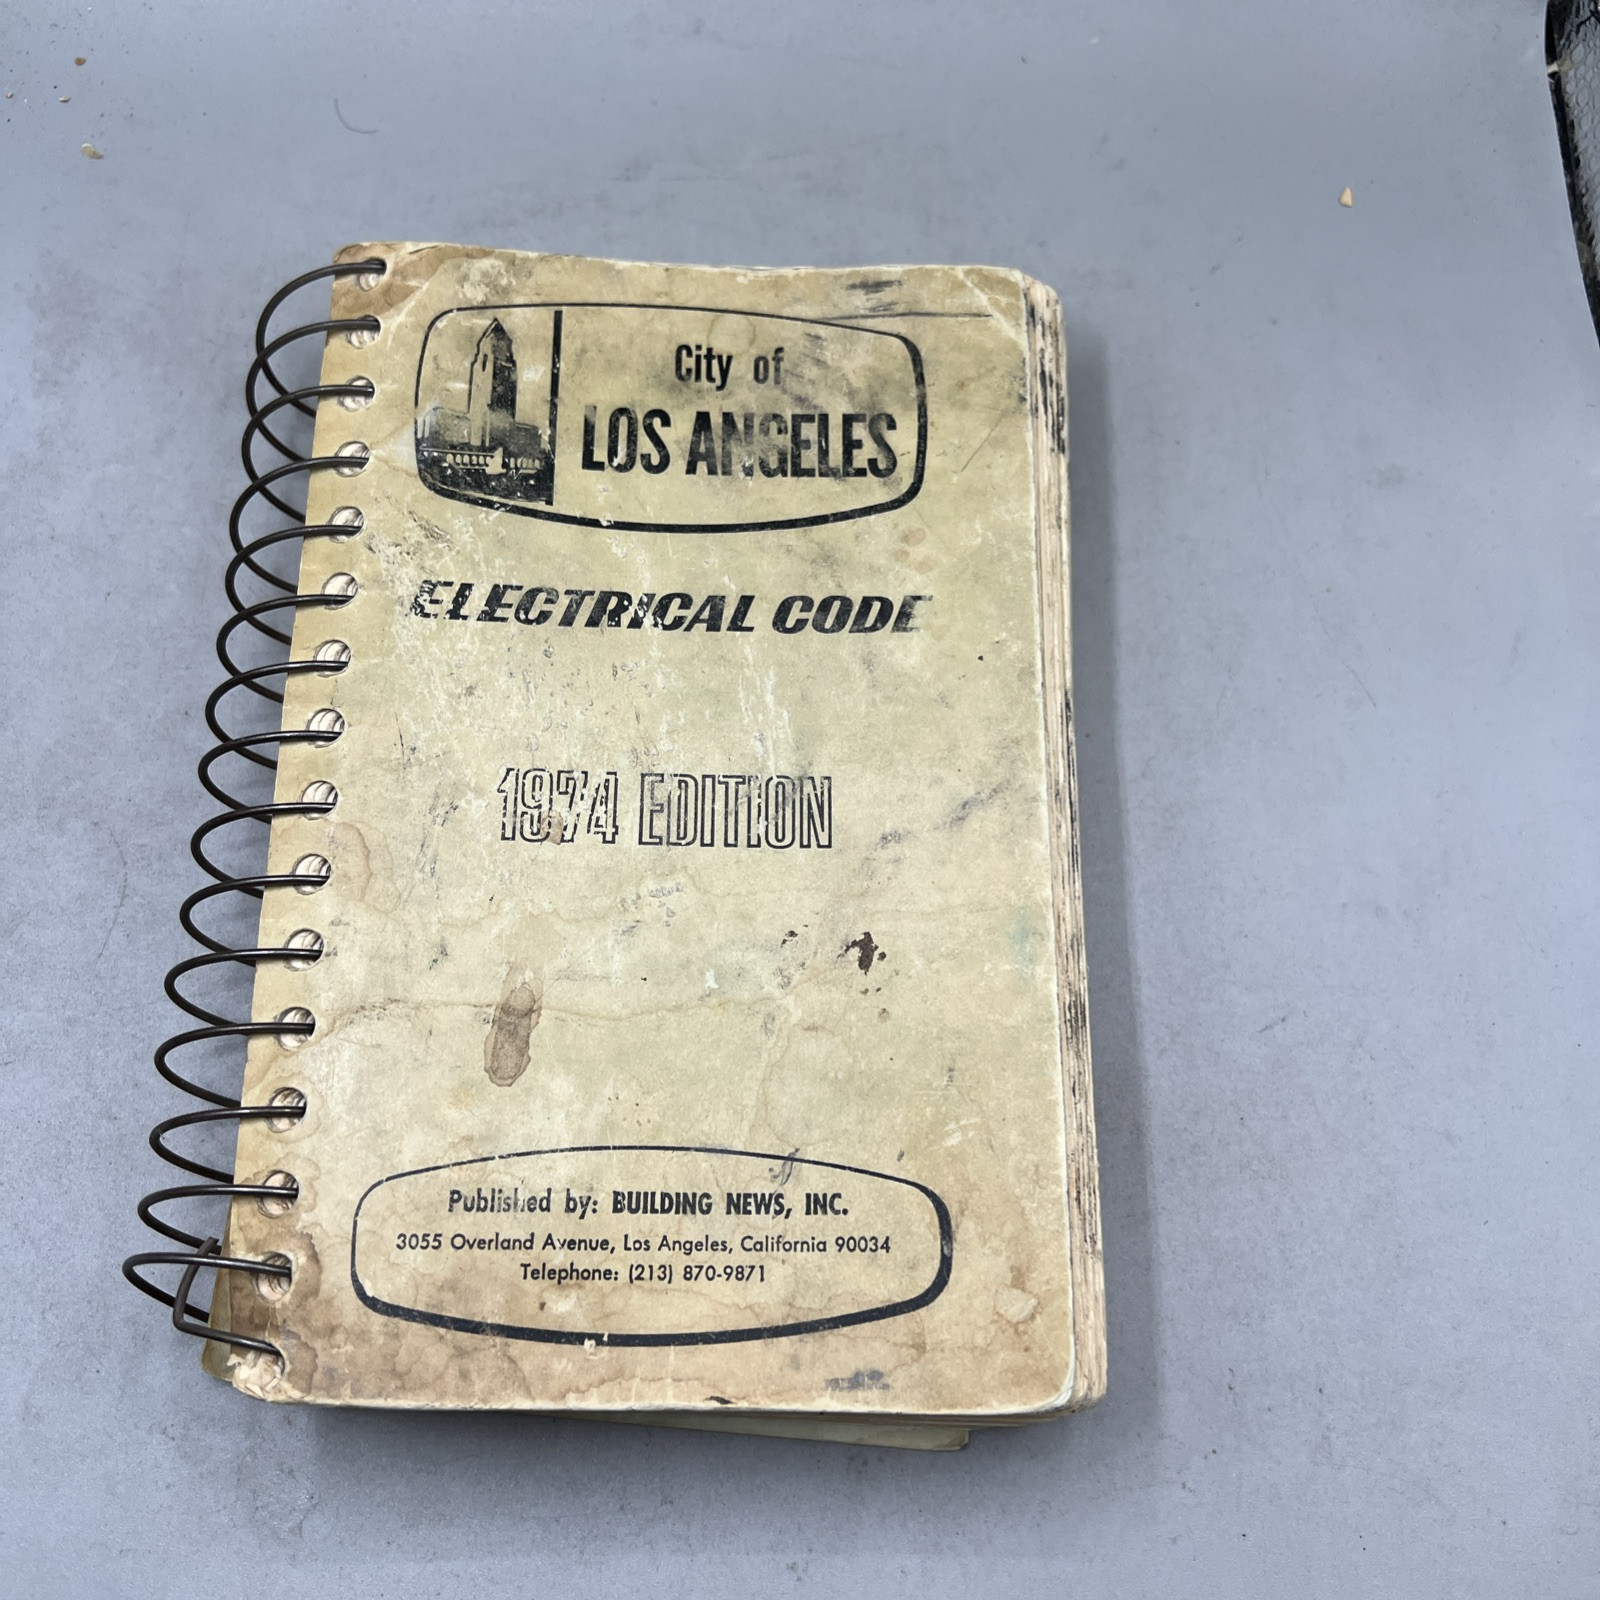 City of
LOS ANGELES
ELECTRICAL CODE
1974 EDITION
Published by: BUILDING NEWS, INC.
3055 Overland Avenue, Los Angeles, California 90034
Telephone: (213) 870-9871